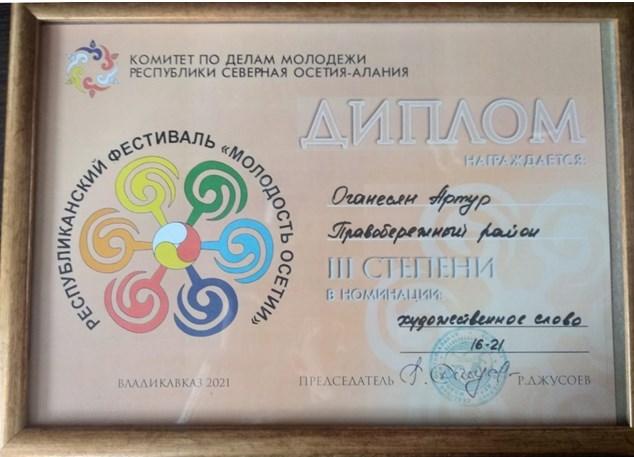 КОМИТЕТ ПО ДЕЛАМ МОЛОДЕЖИ
РЕСПУБЛИКИ СЕВЕРНАЯ ОСЕТИЯ-АЛАНИЯ
ДИПЛОМ
НАГРАЖДАЕТСЯ:
РЕСПУБЛИКАНСКИЙ ФЕСТИВАЛЬ «МОЛОДОСТЬ ОСЕТИИ»
Оганесян Артур
Правобережный район
III СТЕПЕНИ
В НОМИНАЦИИ:
художественное слово
16-21
ВЛАДИКАВКАЗ 2021
ПРЕДСЕДАТЕЛЬ Р.ДЖУСОЕВ